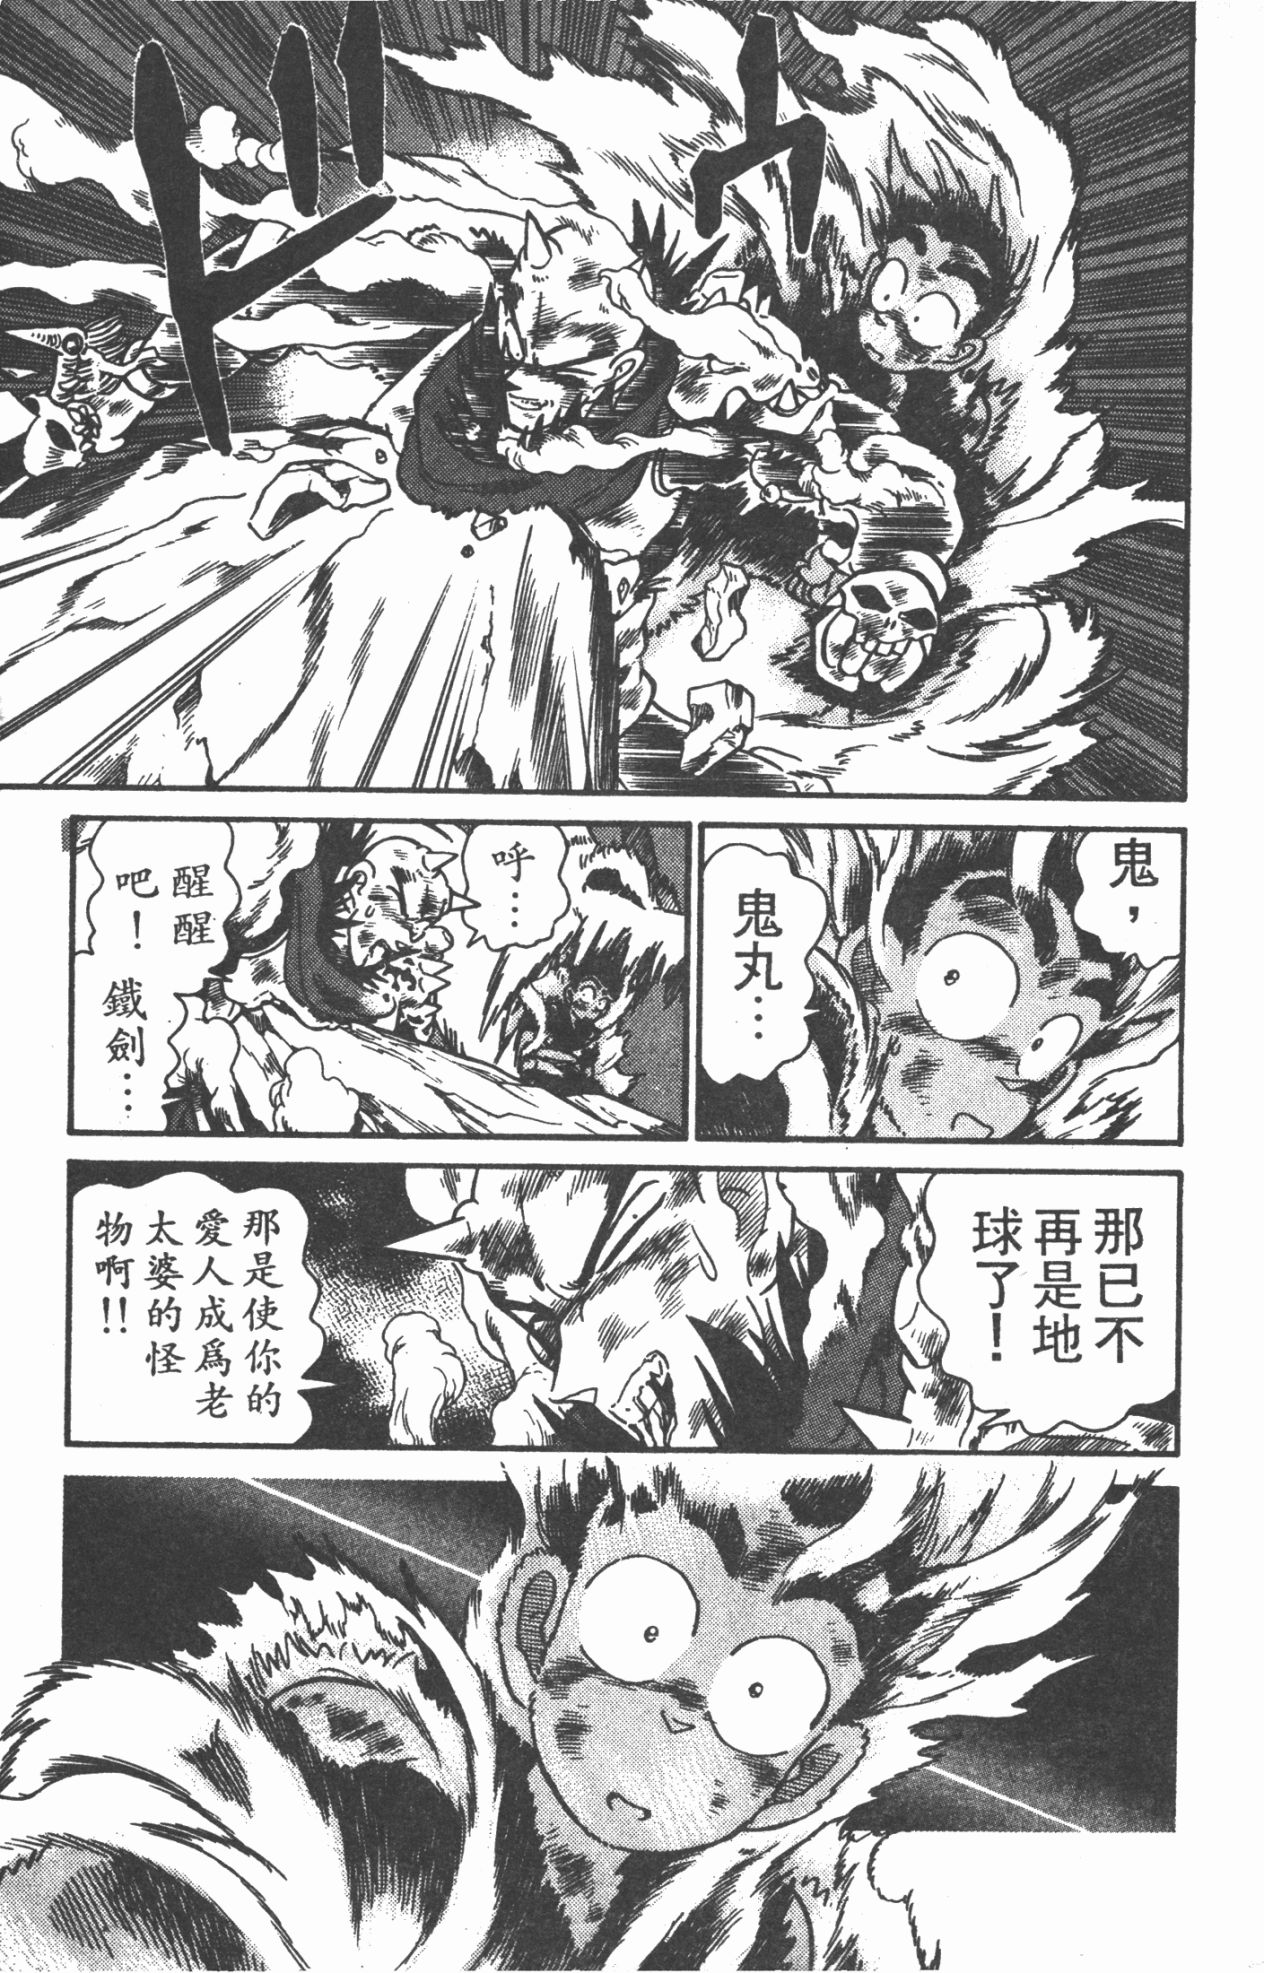 ドドウ
鬼，
鬼丸…
呼…
醒醒
吧！
鐵劍…
那已不
再是地
球了！
那是使你的
愛人成爲老
太婆的怪
物啊!!